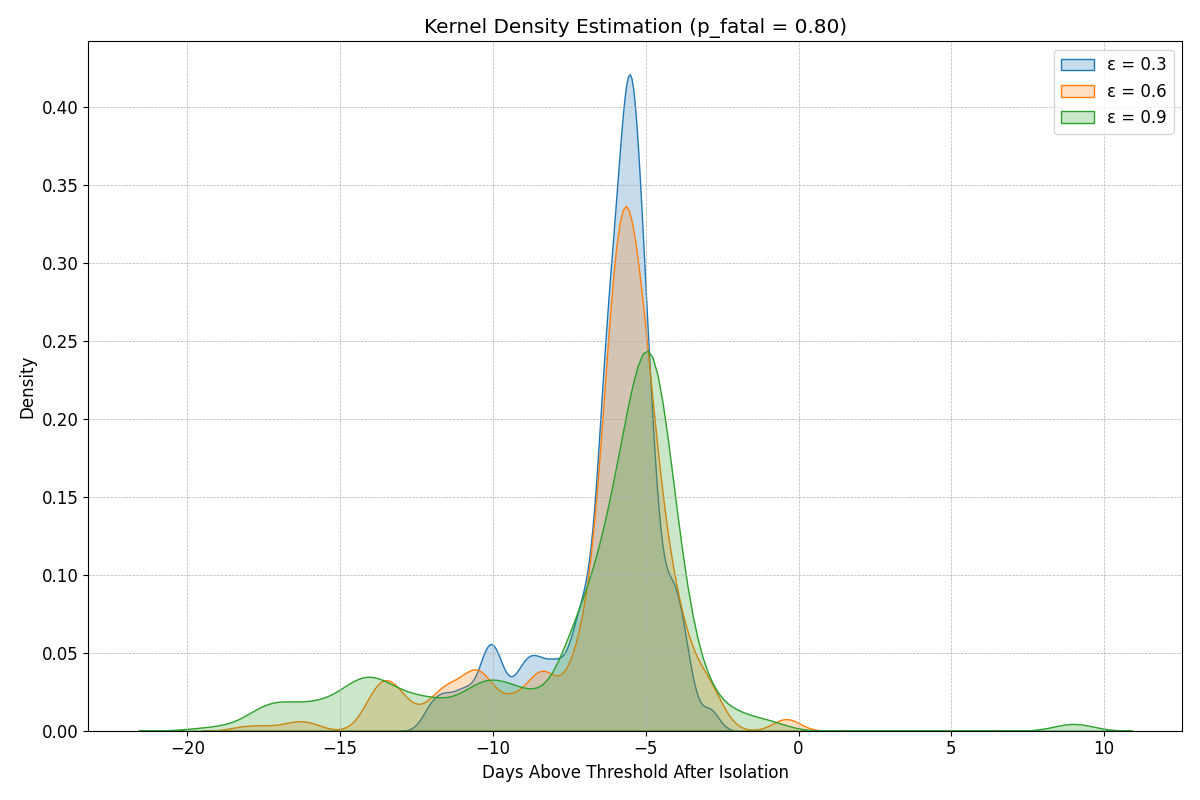 Kernel Density Estimation (p_fatal = 0.80)
ε = 0.3
ε = 0.6
ε = 0.9
0.40
0.35
0.30
0.25
0.20
0.15
0.10
0.05
0.00
Density
−20 −15 −10 −5 0 5 10
Days Above Threshold After Isolation